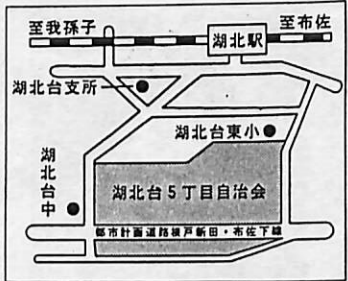 至我孫子
至布佐
湖北駅
湖北台支所
湖北台東小
湖北台中
湖北台5丁目自治会
都市計画道路根戸新田・布佐下線